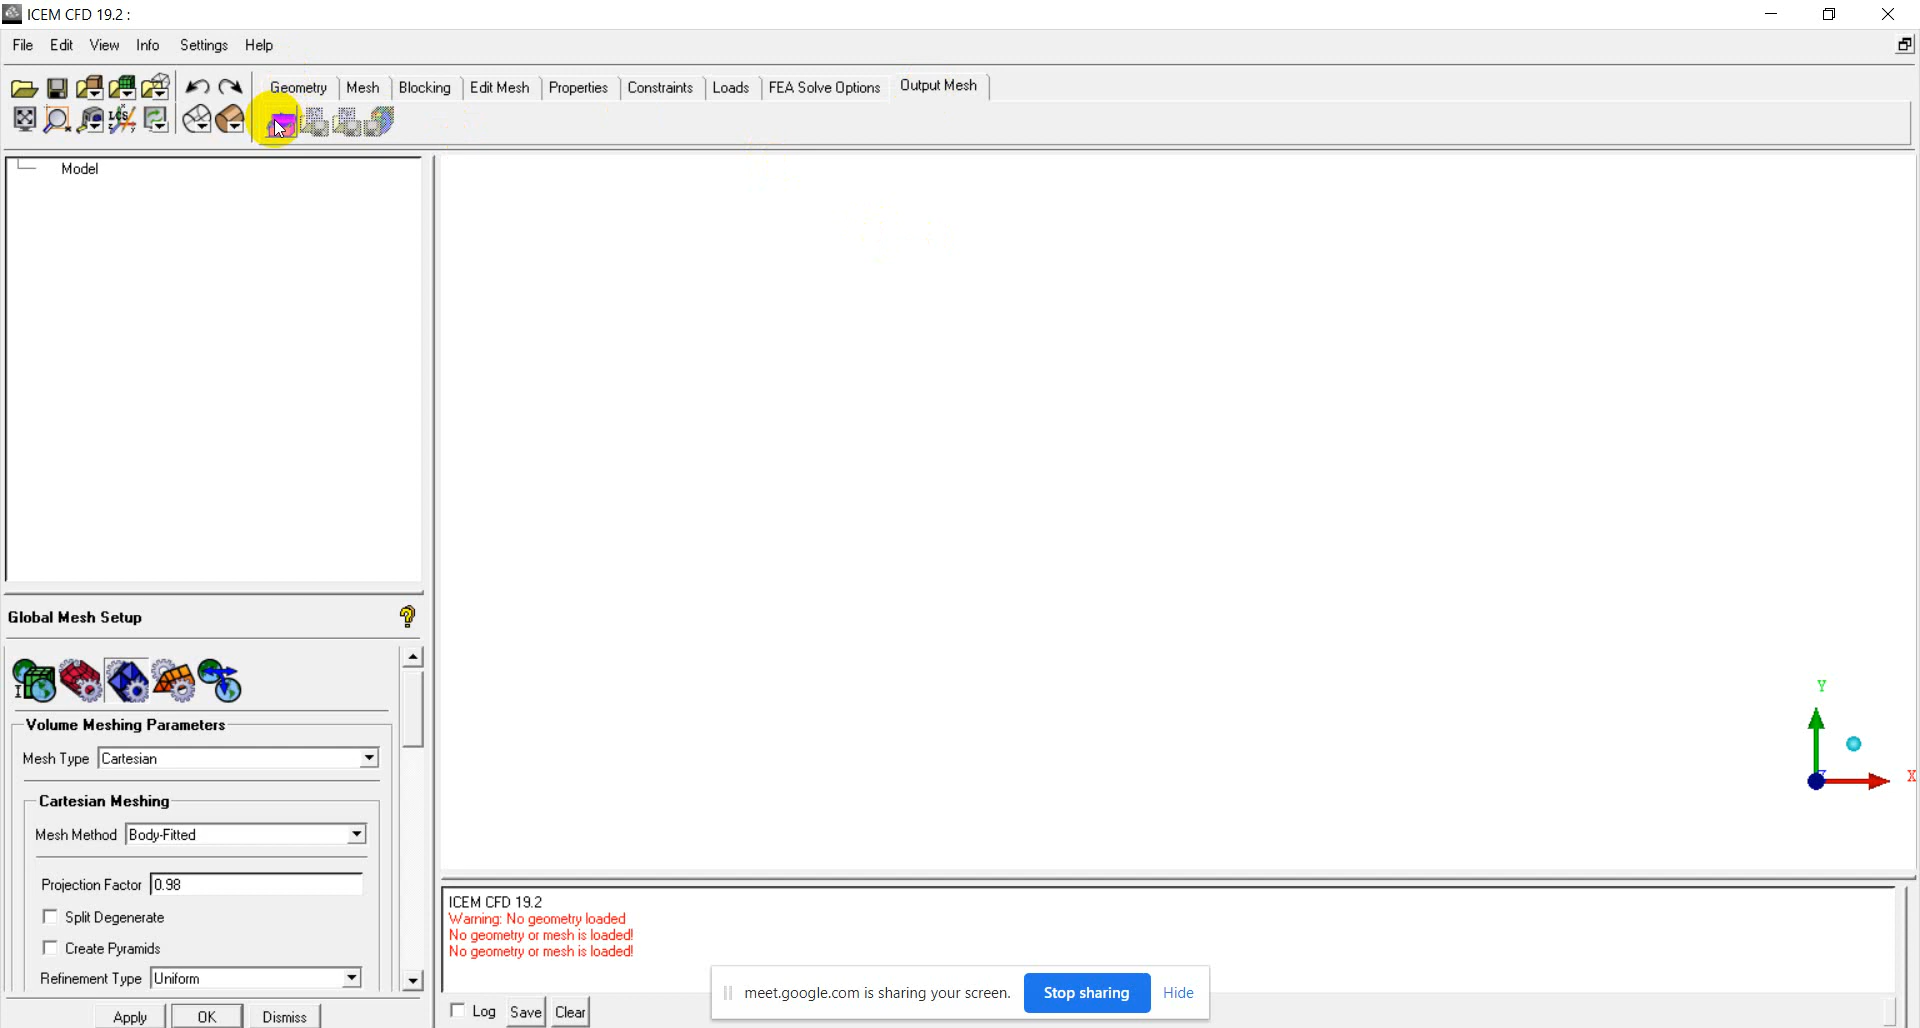 ICEM CFD 19.2 :
File Edit View Info Settings Help
Geometry Mesh Blocking Edit Mesh Properties Constraints Loads FEA Solve Options Output Mesh
LCS
Model
Global Mesh Setup
Volume Meshing Parameters
Mesh Type Cartesian
Cartesian Meshing
Mesh Method Body-Fitted
Projection Factor 0.98
Split Degenerate
Create Pyramids
Refinement Type Uniform
Apply OK Dismiss
Y
X
Z
ICEM CFD 19.2
Warning: No geometry loaded
No geometry or mesh is loaded!
No geometry or mesh is loaded!
Log Save Clear
meet.google.com is sharing your screen. Stop sharing Hide